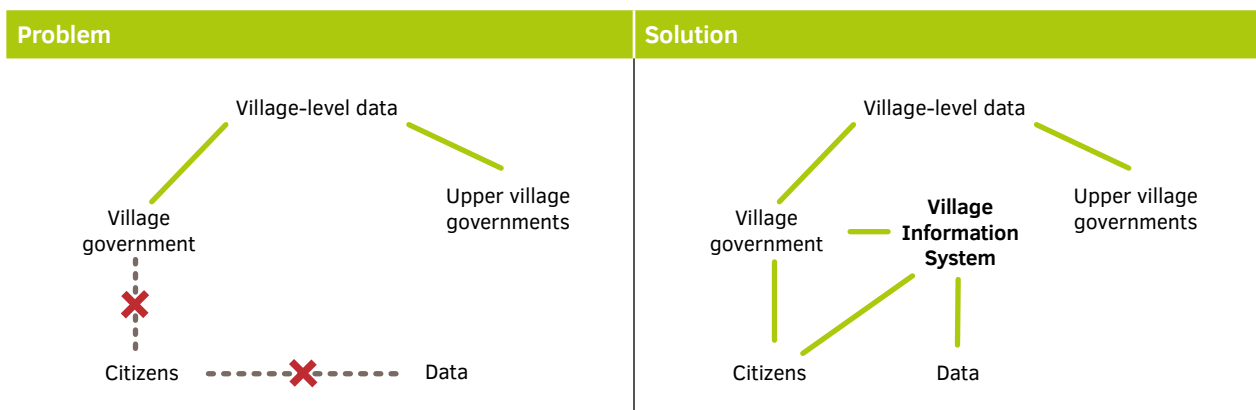 Problem
Solution
Village-level data
Upper village
governments
Village
government
Citizens
Data
Village-level data
Upper village
governments
Village
government
Village
Information
System
Citizens
Data